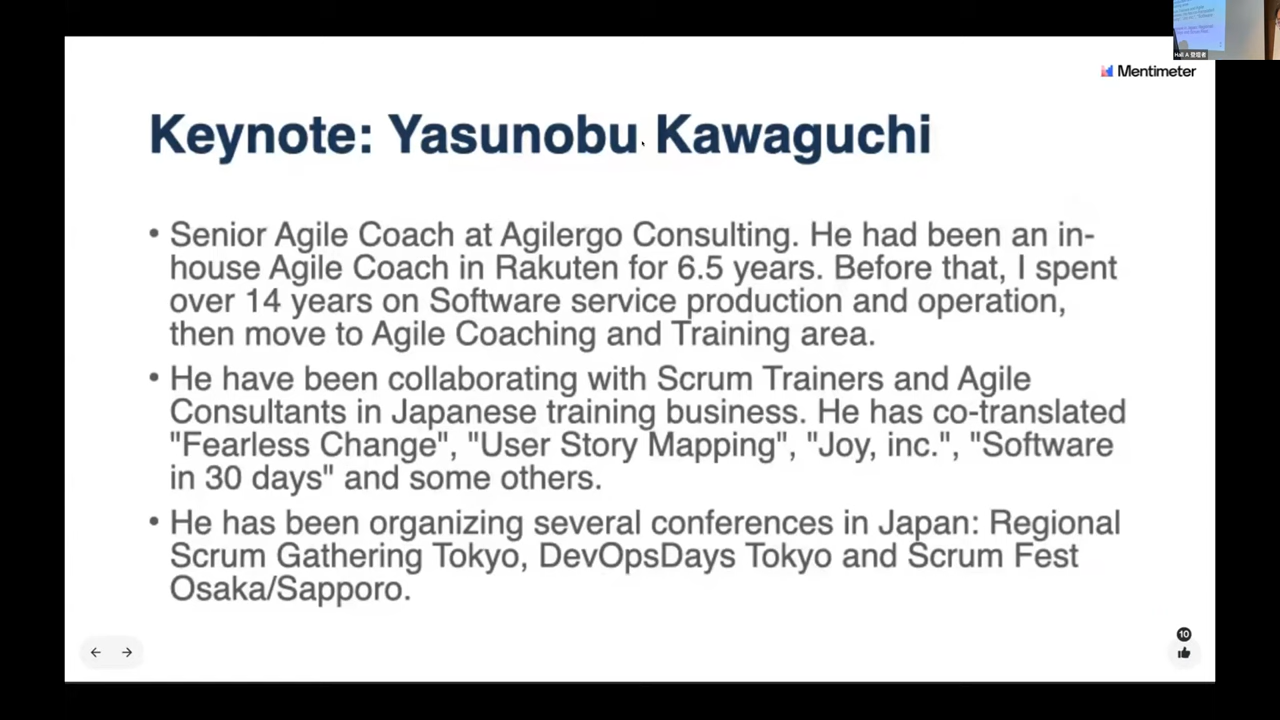 Mentimeter
Keynote: Yasunobu Kawaguchi
• Senior Agile Coach at Agilergo Consulting. He had been an in-
house Agile Coach in Rakuten for 6.5 years. Before that, I spent
over 14 years on Software service production and operation,
then move to Agile Coaching and Training area.
• He have been collaborating with Scrum Trainers and Agile
Consultants in Japanese training business. He has co-translated
"Fearless Change", "User Story Mapping", "Joy, inc.", "Software
in 30 days" and some others.
• He has been organizing several conferences in Japan: Regional
Scrum Gathering Tokyo, DevOpsDays Tokyo and Scrum Fest
Osaka/Sapporo.
10